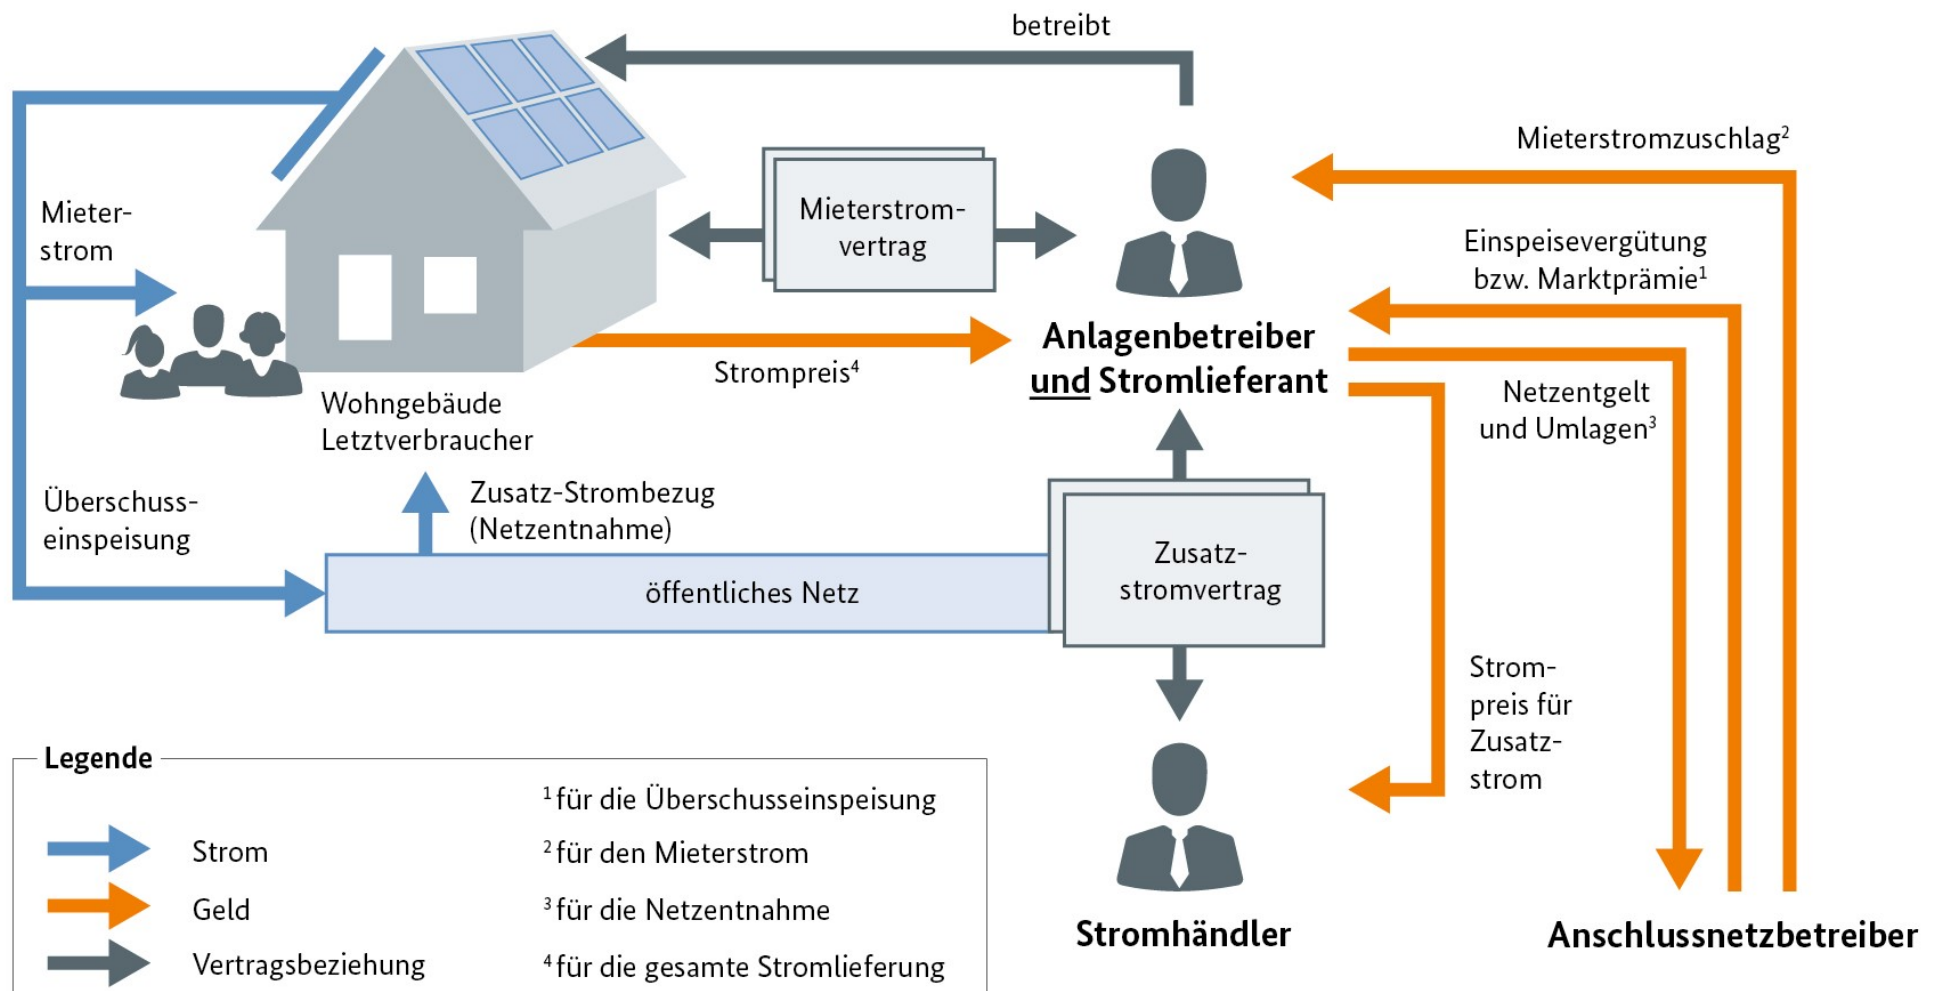 betreibt
Mieterstromzuschlag²
Mieter-
strom
Mieterstrom-
vertrag
Einspeisevergütung
bzw. Marktprämie¹
Anlagenbetreiber
und Stromlieferant
Strompreis⁴
Netzentgelt
und Umlagen³
Wohngebäude
Letztverbraucher
Überschuss-
einspeisung
Zusatz-Strombezug
(Netzentnahme)
öffentliches Netz
Zusatz-
stromvertrag
Strom-
preis für
Zusatz-
strom
Stromhändler
Anschlussnetzbetreiber
Legende
Strom
Geld
Vertragsbeziehung
¹ für die Überschusseinspeisung
² für den Mieterstrom
³ für die Netzentnahme
⁴ für die gesamte Stromlieferung